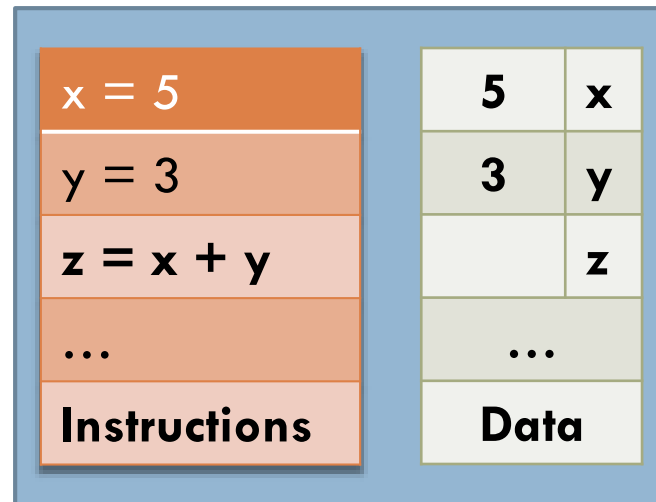 x = 5
y = 3
z = x + y
...
Instructions
5 x
3 y
z
...
Data